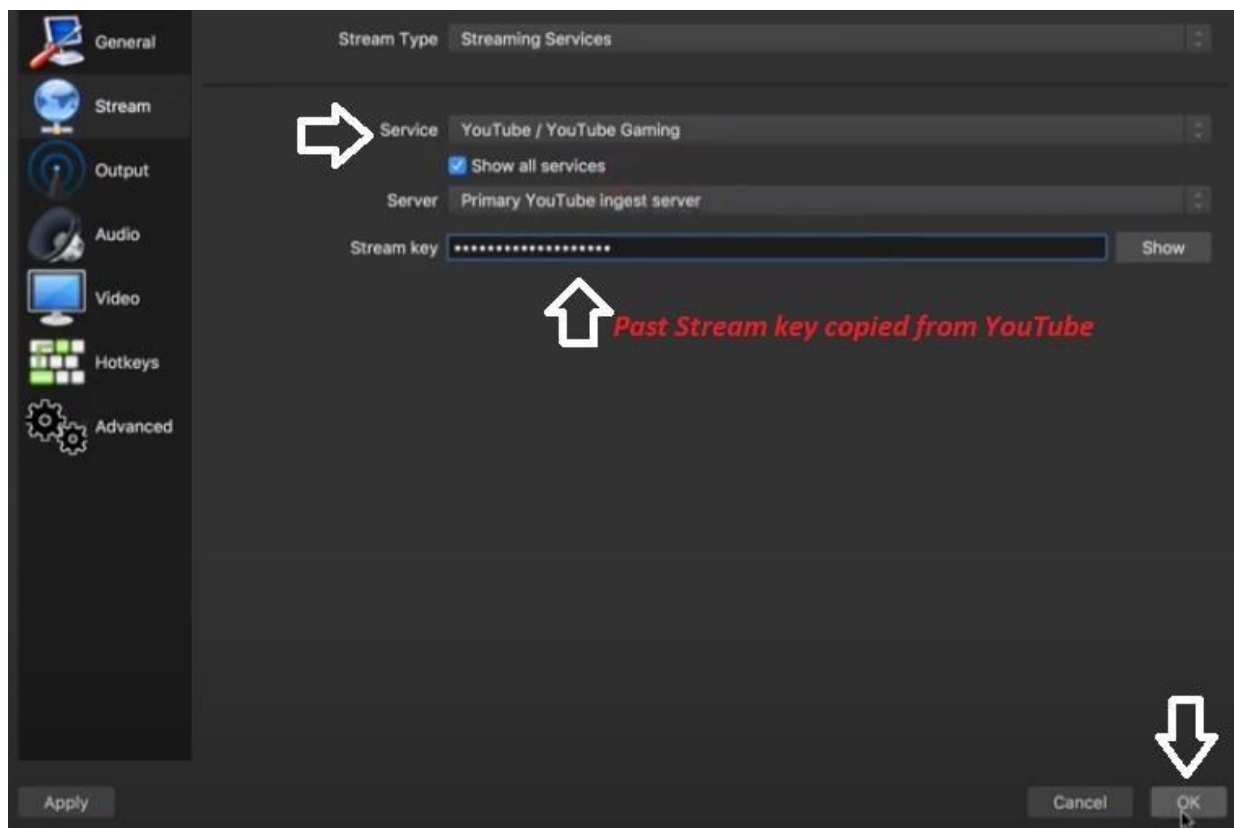 General
Stream
Output
Audio
Video
Hotkeys
Advanced
Stream Type Streaming Services
Service YouTube / YouTube Gaming
Show all services
Server Primary YouTube ingest server
Stream key ••••••••••••••••••• Show
Past Stream key copied from YouTube
Apply Cancel OK